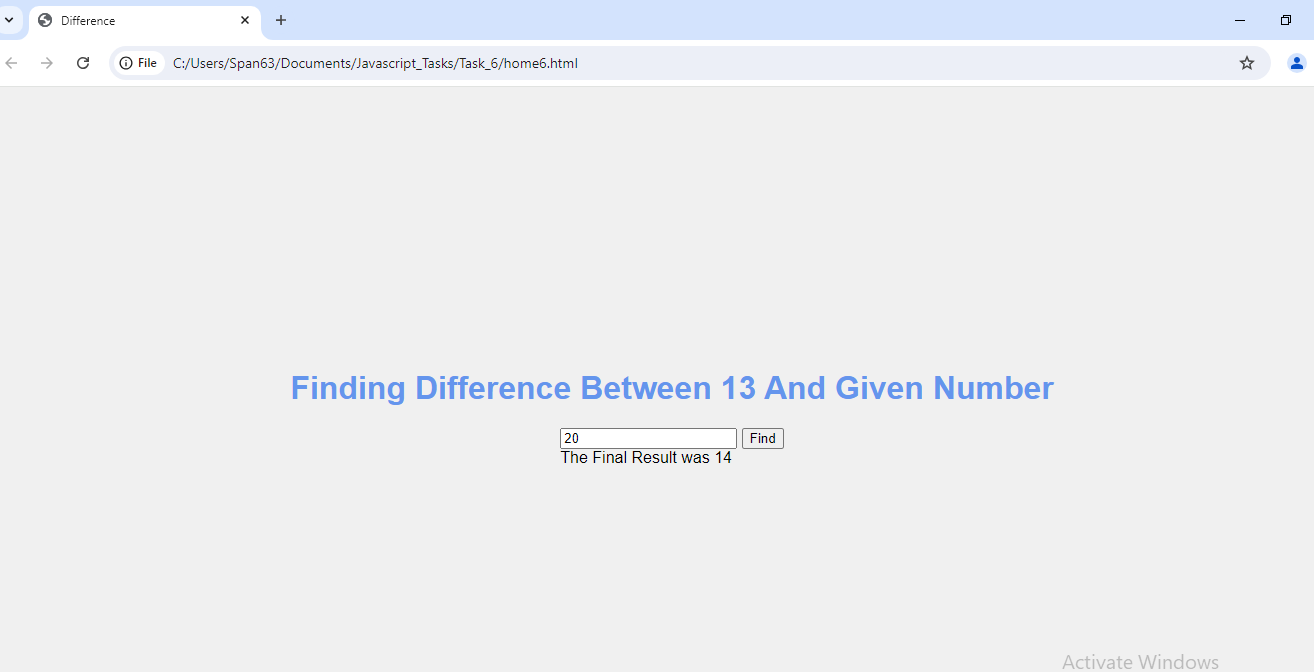 Difference
File C:/Users/Span63/Documents/Javascript_Tasks/Task_6/home6.html
Finding Difference Between 13 And Given Number
20 Find
The Final Result was 14
Activate Windows